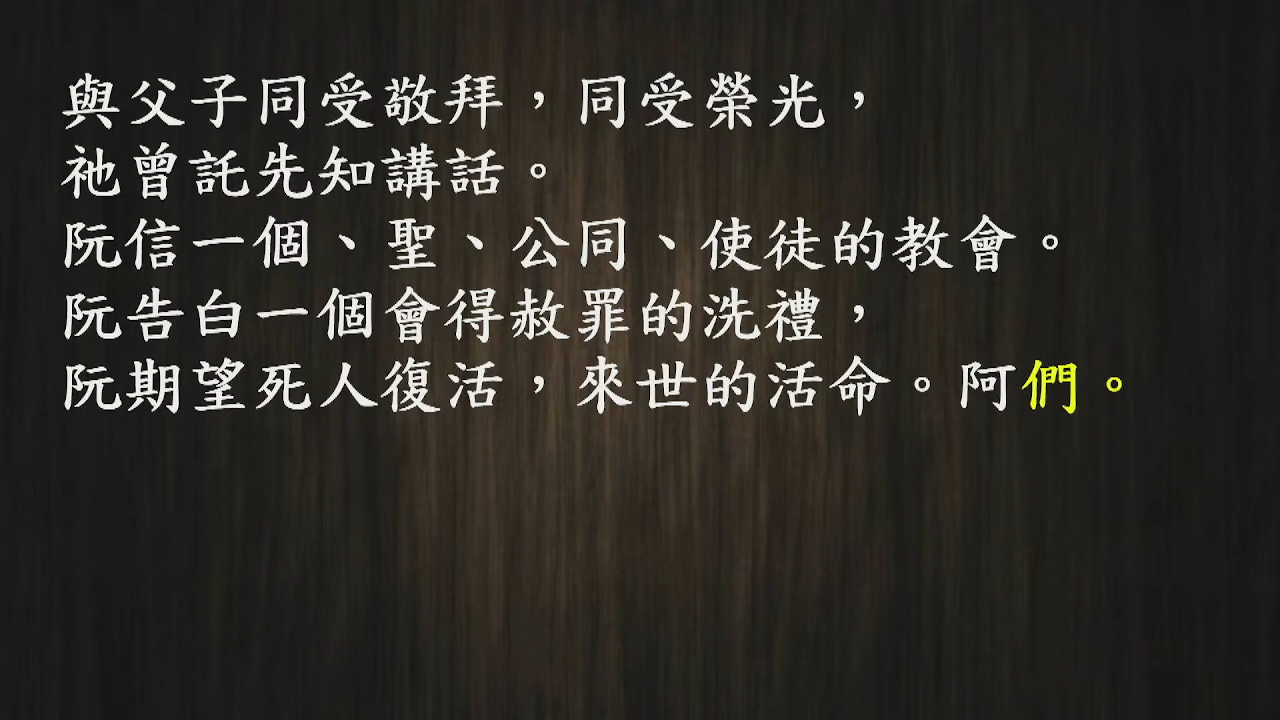 與父子同受敬拜，同受榮光，
祂曾託先知講話。
阮信一個、聖、公同、使徒的教會。
阮告白一個會得赦罪的洗禮，
阮期望死人復活，來世的活命。阿們。